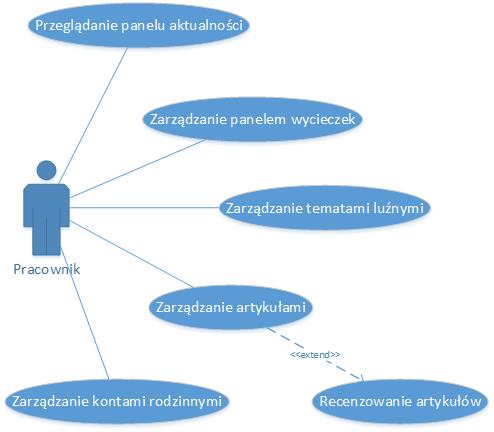 Przeglądanie panelu aktualności
Zarządzanie panelem wycieczek
Zarządzanie tematami luźnymi
Pracownik
Zarządzanie artykułami
<<extend>>
Zarządzanie kontami rodzinnymi
Recenzowanie artykułów